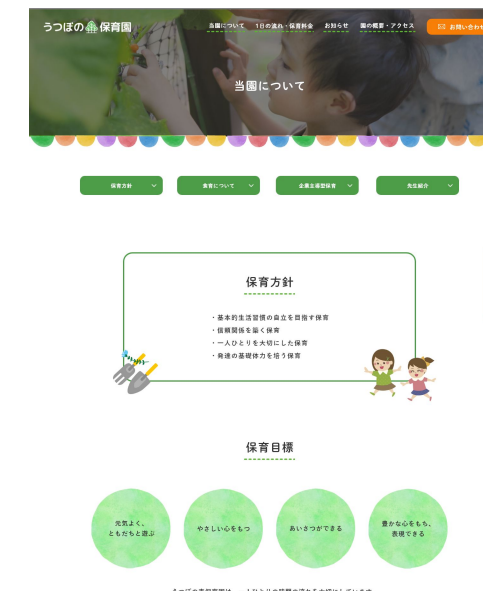 うつぼの 保育園
当園について
1日の流れ・保育料金
お知らせ
園の概要・アクセス
お問い合わせ
当園について
保育方針
食育について
企業主導型保育
先生紹介
保育方針
・基本的生活習慣の自立を目指す保育
・信頼関係を築く保育
・一人ひとりを大切にした保育
・発達の基礎体力を培う保育
保育目標
元気よく、
ともだちと遊ぶ
やさしい心をもつ
あいさつができる
豊かな心をもち、
表現できる